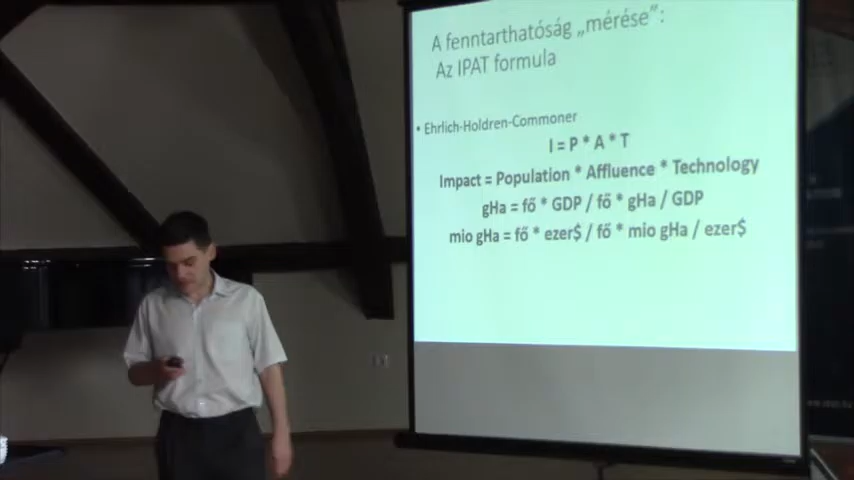 A fenntarthatóság „mérése”:
Az IPAT formula
• Ehrlich-Holdren-Commoner
I = P * A * T
Impact = Population * Affluence * Technology
gHa = fő * GDP / fő * gHa / GDP
mio gHa = fő * ezer$ / fő * mio gHa / ezer$